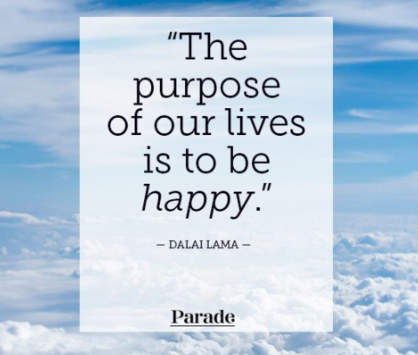 “The
purpose
of our lives
is to be
happy.”
— DALAI LAMA —
Parade